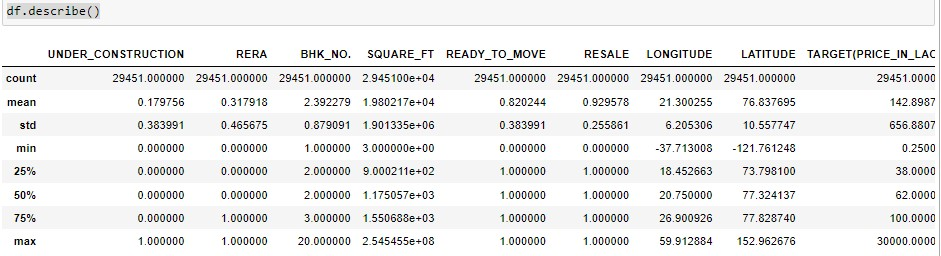 df.describe()
UNDER_CONSTRUCTION RERA BHK_NO. SQUARE_FT READY_TO_MOVE RESALE LONGITUDE LATITUDE TARGET(PRICE_IN_LAC
count 29451.000000 29451.000000 29451.000000 2.945100e+04 29451.000000 29451.000000 29451.000000 29451.000000 29451.0000
mean 0.179756 0.317918 2.392279 1.980217e+04 0.820244 0.929578 21.300255 76.837695 142.8987
std 0.383991 0.465675 0.879091 1.901335e+06 0.383991 0.255861 6.205306 10.557747 656.8807
min 0.000000 0.000000 1.000000 3.000000e+00 0.000000 0.000000 -37.713008 -121.761248 0.2500
25% 0.000000 0.000000 2.000000 9.000211e+02 1.000000 1.000000 18.452663 73.798100 38.0000
50% 0.000000 0.000000 2.000000 1.175057e+03 1.000000 1.000000 20.750000 77.324137 62.0000
75% 0.000000 1.000000 3.000000 1.550688e+03 1.000000 1.000000 26.900926 77.828740 100.0000
max 1.000000 1.000000 20.000000 2.545455e+08 1.000000 1.000000 59.912884 152.962676 30000.0000